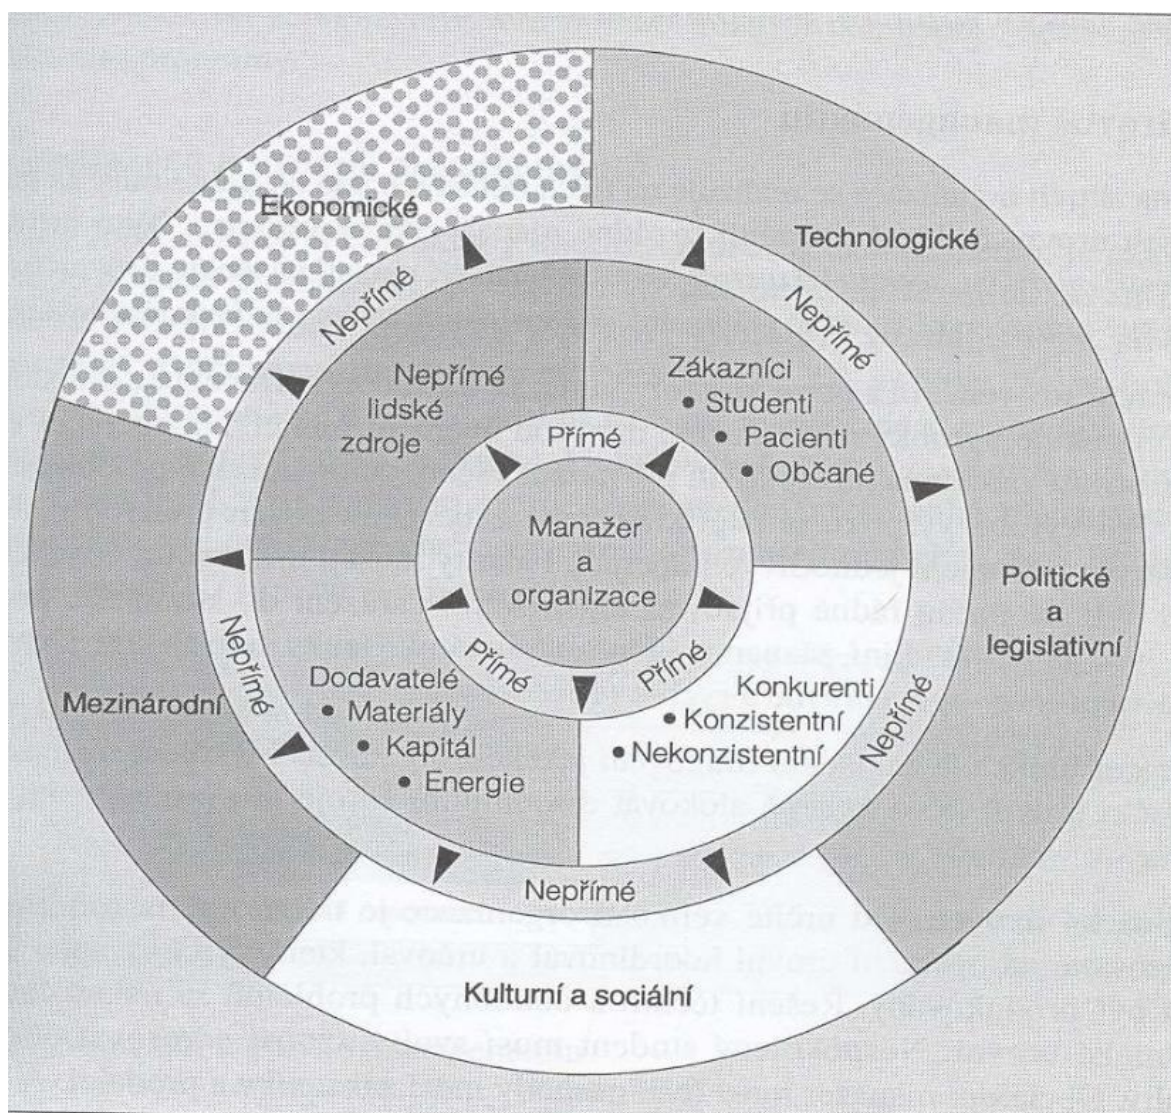 Ekonomické
Technologické
Nepřímé
Nepřímé
Nepřímé
lidské
zdroje
Zákazníci
• Studenti
• Pacienti
• Občané
Přímé
Manažer
a
organizace
Politické
a
legislativní
Přímé
Přímé
Mezinárodní
Nepřímé
Dodavatelé
• Materiály
• Kapitál
• Energie
Konkurenti
• Konzistentní
• Nekonzistentní
Nepřímé
Nepřímé
Kulturní a sociální